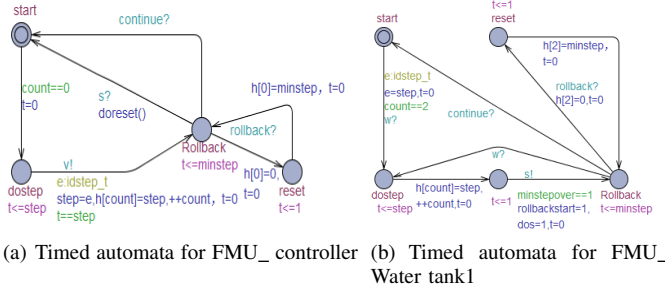 start
continue?
count==0
t=0
s?
doreset()
h[0]=minstep, t=0
Rollback
t<=minstep
rollback?
v!
e:idstep_t
step=e,h[count]=step,++count, t=0
t==step
dostep
t<=step
h[0]=0,
t=0
reset
t<=1
(a) Timed automata for FMU_ controller
t<=1
start
reset
h[2]=minstep,
t=0
e:idstep_t
e=step,t=0
count==2
w?
rollback?
h[2]=0,t=0
continue?
w?
dostep
t<=step
h[count]=step,
++count,t=0
t<=1
s!
minstepover==1
rollbackstart=1,
dos=1,t=0
Rollback
t<=minstep
(b) Timed automata for FMU_
Water tank1